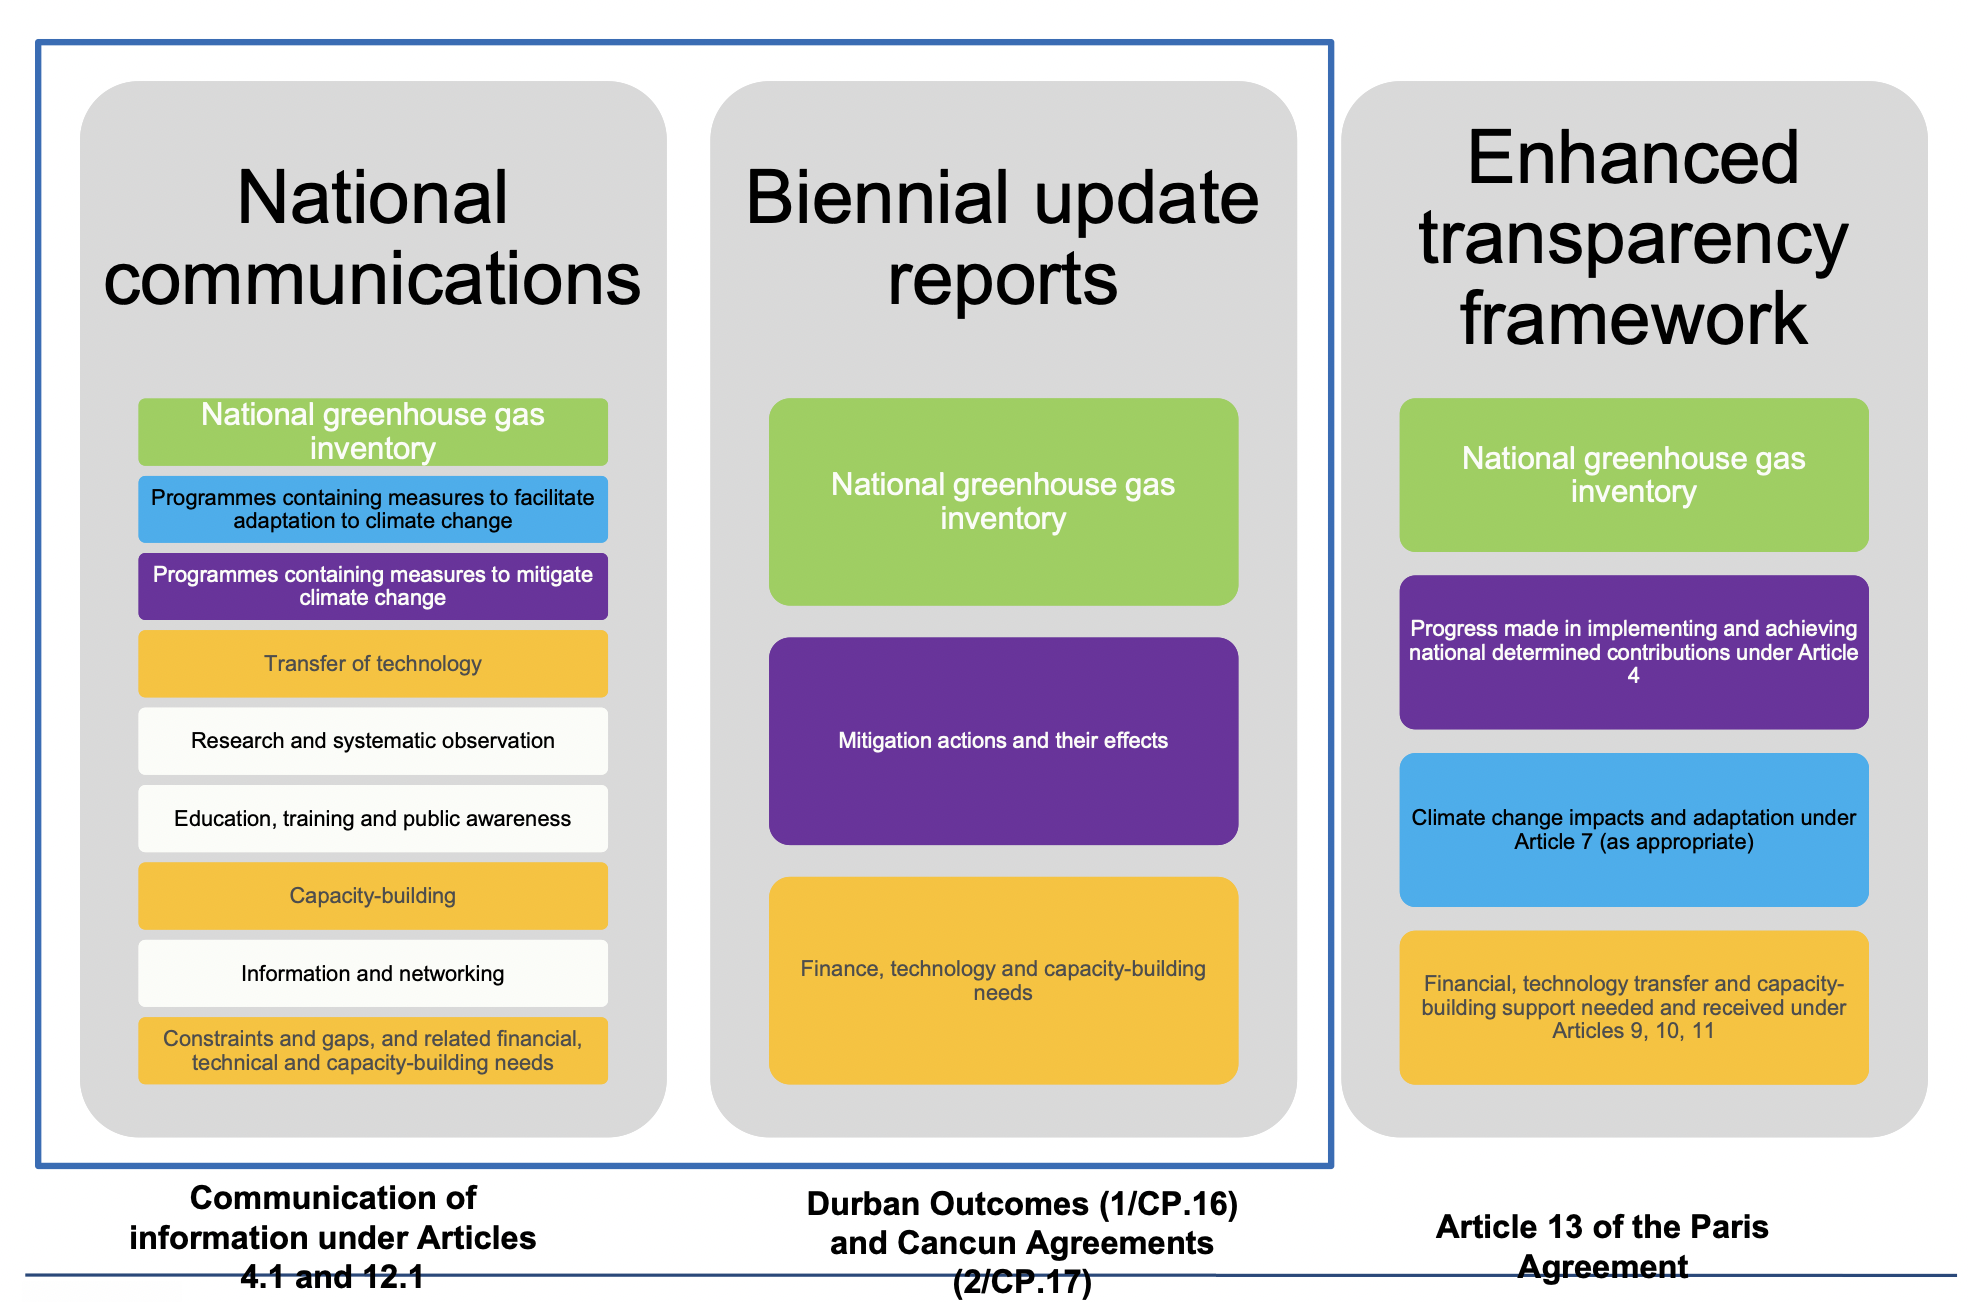 National
communications
National greenhouse gas
inventory
Programmes containing measures to facilitate
adaptation to climate change
Programmes containing measures to mitigate
climate change
Transfer of technology
Research and systematic observation
Education, training and public awareness
Capacity-building
Information and networking
Constraints and gaps, and related financial,
technical and capacity-building needs
Communication of
information under Articles
4.1 and 12.1
Biennial update
reports
National greenhouse gas
inventory
Mitigation actions and their effects
Finance, technology and capacity-building
needs
Durban Outcomes (1/CP.16)
and Cancun Agreements
(2/CP.17)
Enhanced
transparency
framework
National greenhouse gas
inventory
Progress made in implementing and achieving
national determined contributions under Article
4
Climate change impacts and adaptation under
Article 7 (as appropriate)
Financial, technology transfer and capacity-
building support needed and received under
Articles 9, 10, 11
Article 13 of the Paris
Agreement